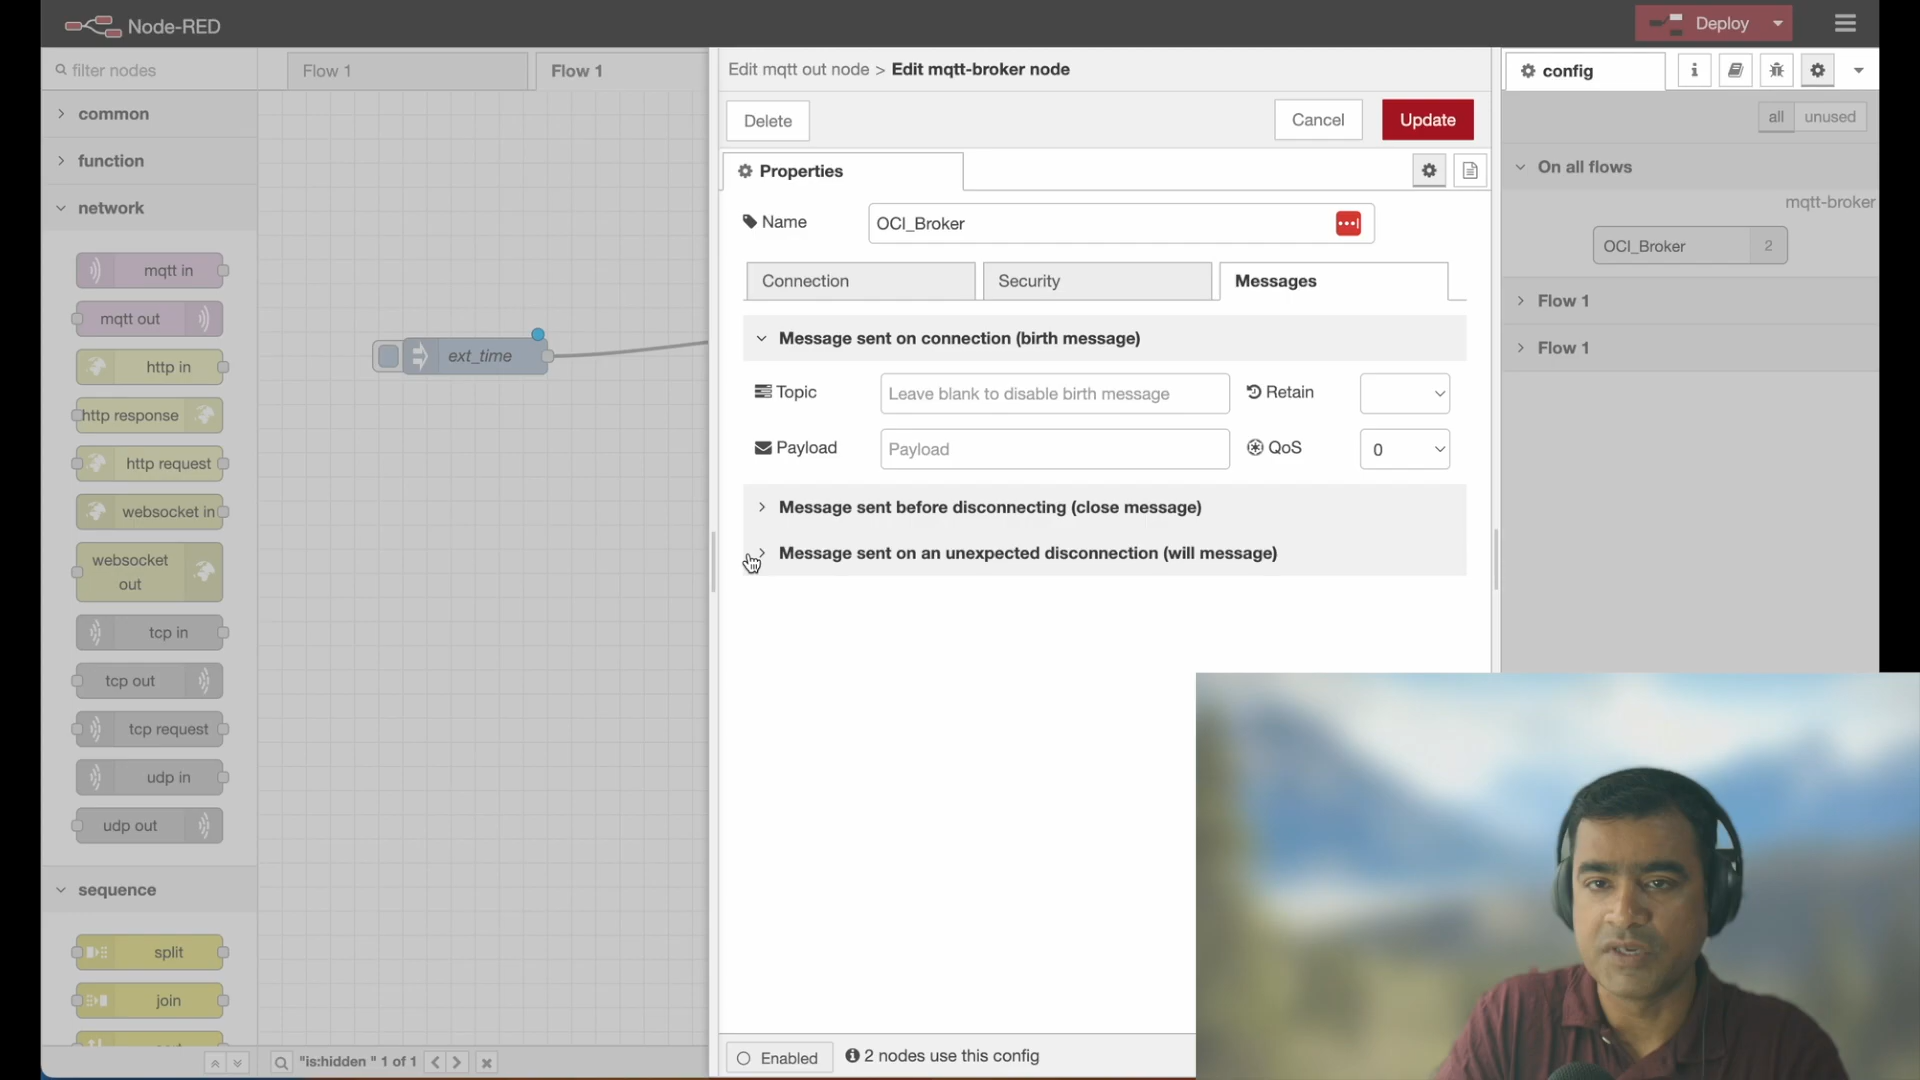 Node-RED
Deploy
filter nodes
Flow 1
Flow 1
common
function
network
mqtt in
mqtt out
http in
http response
http request
websocket in
websocket
out
tcp in
tcp out
tcp request
udp in
udp out
sequence
split
join
ext_time
"is:hidden " 1 of 1
Edit mqtt out node > Edit mqtt-broker node
Delete
Cancel
Update
Properties
Name
OCI_Broker
Connection
Security
Messages
Message sent on connection (birth message)
Topic
Leave blank to disable birth message
Retain
Payload
Payload
QoS
0
Message sent before disconnecting (close message)
Message sent on an unexpected disconnection (will message)
Enabled
2 nodes use this config
config
all
unused
On all flows
mqtt-broker
OCI_Broker
2
Flow 1
Flow 1